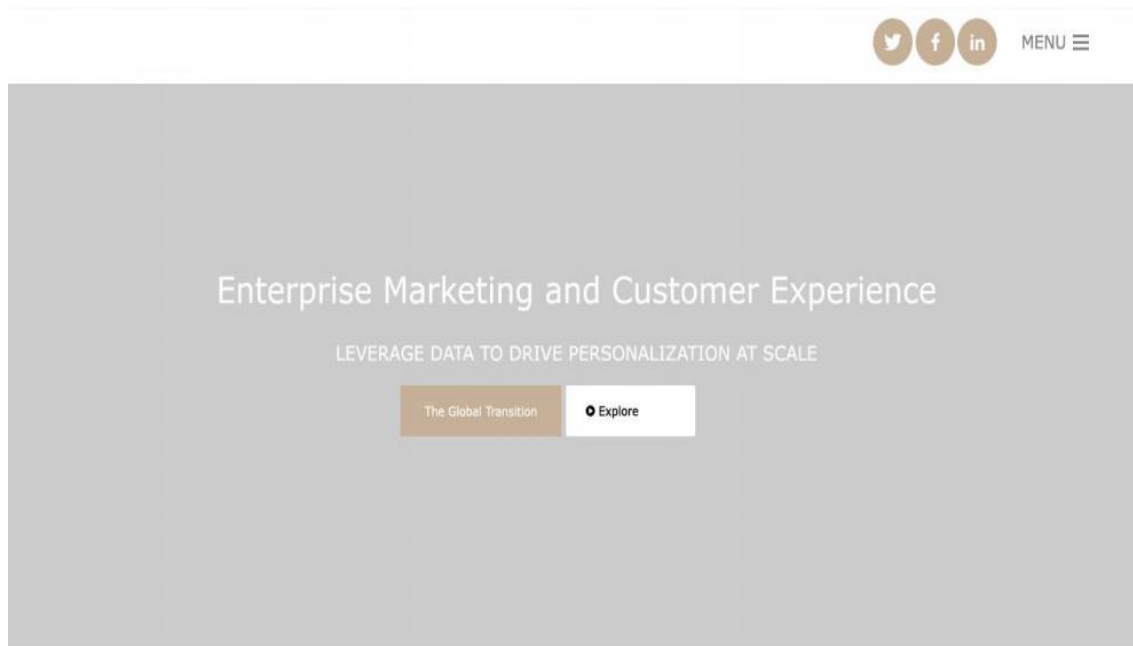 MENU
Enterprise Marketing and Customer Experience
LEVERAGE DATA TO DRIVE PERSONALIZATION AT SCALE
The Global Transition
Explore